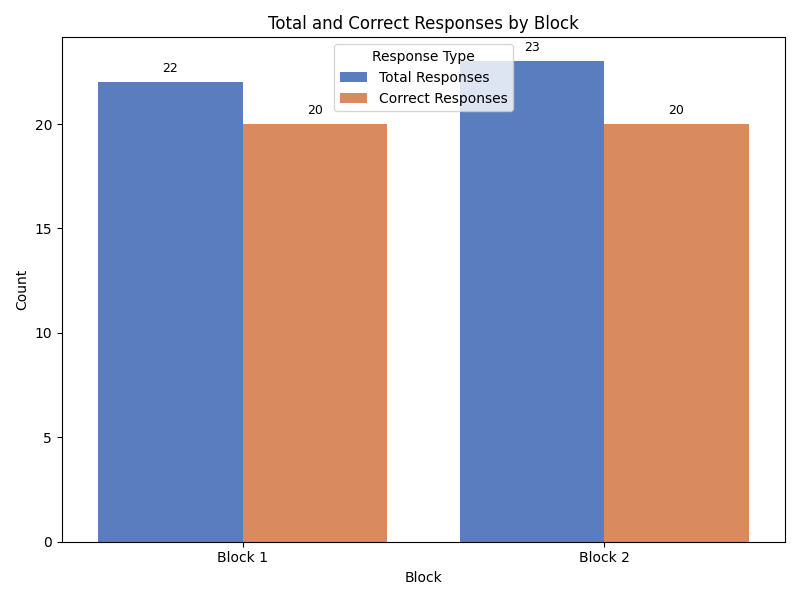 Total and Correct Responses by Block
Response Type
Total Responses
Correct Responses
22
20
23
20
Count
20
15
10
5
0
Block 1
Block 2
Block